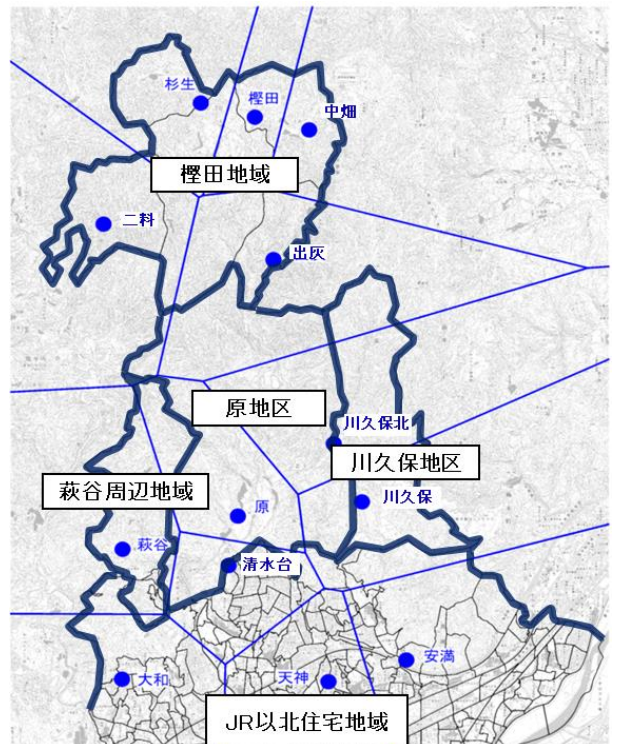 杉生
樫田
中畑
樫田地域
二料
出灰
原地区
川久保北
川久保地区
萩谷周辺地域
川久保
原
萩谷
清水台
安満
大和
天神
JR以北住宅地域